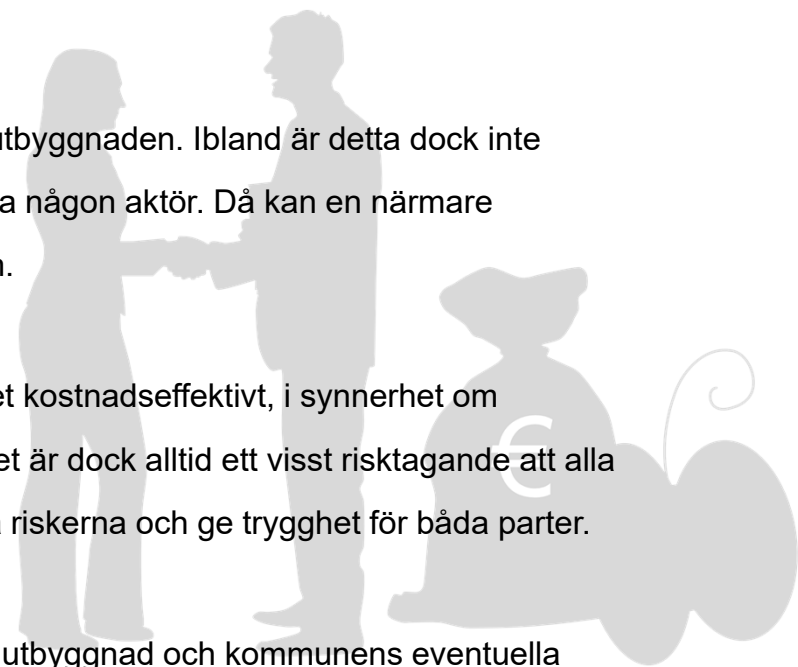 utbyggnaden. Ibland är detta dock inte
a någon aktör. Då kan en närmare
n.
et kostnadseffektivt, i synnerhet om
et är dock alltid ett visst risktagande att alla
a riskerna och ge trygghet för båda parter.
€
utbyggnad och kommunens eventuella